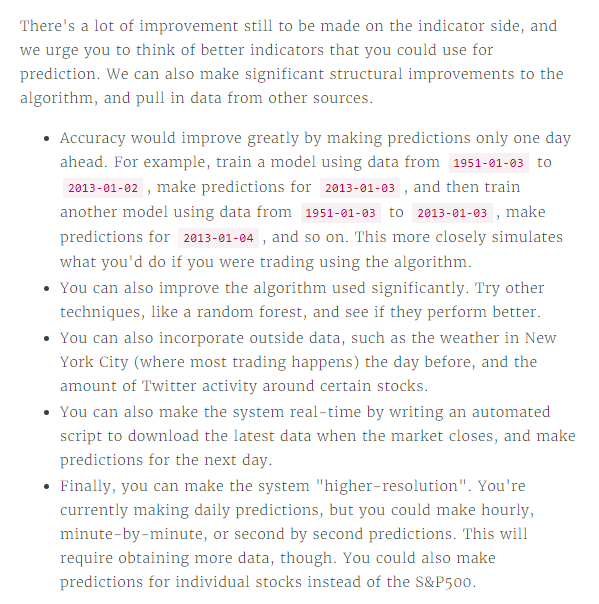 There's a lot of improvement still to be made on the indicator side, and
we urge you to think of better indicators that you could use for
prediction. We can also make significant structural improvements to the
algorithm, and pull in data from other sources.
• Accuracy would improve greatly by making predictions only one day
ahead. For example, train a model using data from 1951-01-03 to
2013-01-02 , make predictions for 2013-01-03 , and then train
another model using data from 1951-01-03 to 2013-01-03 , make
predictions for 2013-01-04 , and so on. This more closely simulates
what you'd do if you were trading using the algorithm.
• You can also improve the algorithm used significantly. Try other
techniques, like a random forest, and see if they perform better.
• You can also incorporate outside data, such as the weather in New
York City (where most trading happens) the day before, and the
amount of Twitter activity around certain stocks.
• You can also make the system real-time by writing an automated
script to download the latest data when the market closes, and make
predictions for the next day.
• Finally, you can make the system "higher-resolution". You're
currently making daily predictions, but you could make hourly,
minute-by-minute, or second by second predictions. This will
require obtaining more data, though. You could also make
predictions for individual stocks instead of the S&P500.